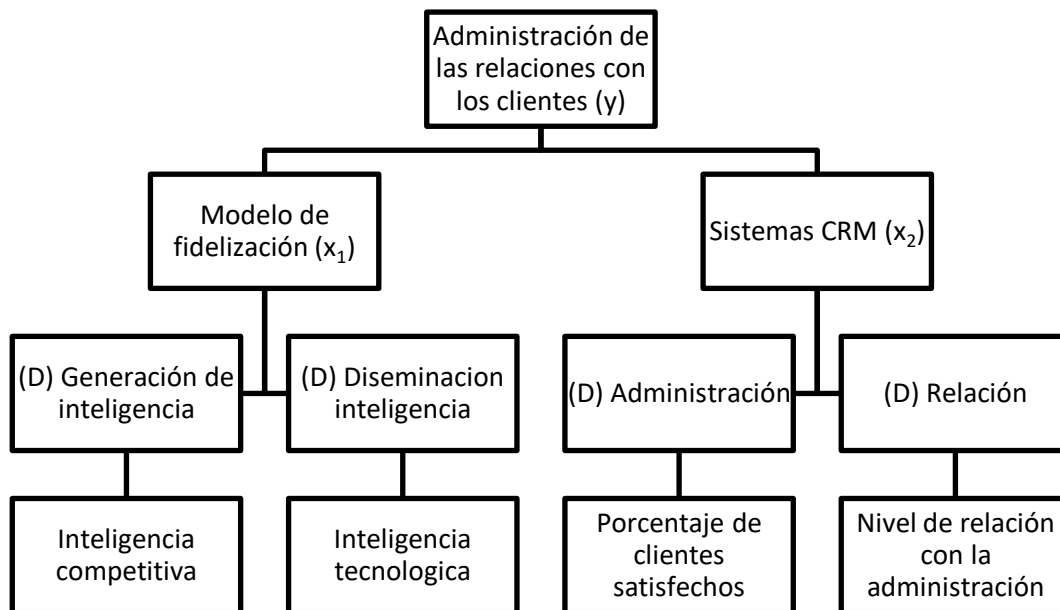 Administración de
las relaciones con
los clientes (y)
Modelo de
fidelización (x₁)
Sistemas CRM (x₂)
(D) Generación de
inteligencia
(D) Diseminacion
inteligencia
(D) Administración
(D) Relación
Inteligencia
competitiva
Inteligencia
tecnologica
Porcentaje de
clientes
satisfechos
Nivel de relación
con la
administración